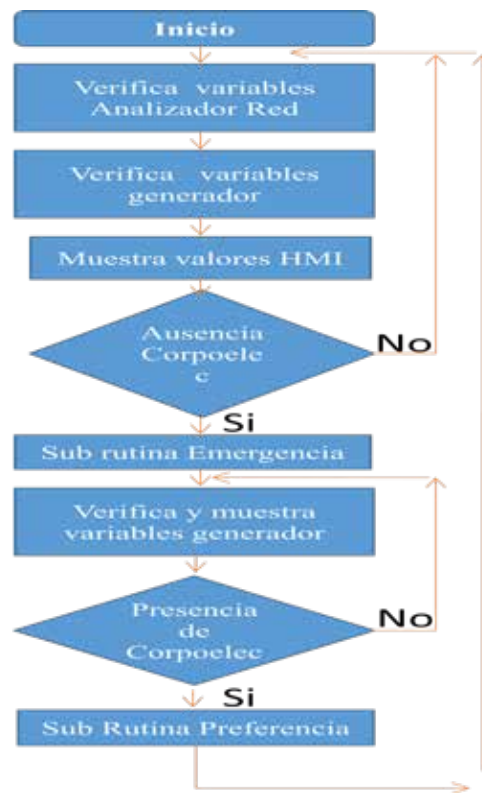 Inicio
Verifica variables
Analizador Red
Verifica variables
generador
Muestra valores HMI
Ausencia
Corpoele
c
No
Si
Sub rutina Emergencia
Verifica y muestra
variables generador
Presencia
de
Corpoelec
No
Si
Sub Rutina Preferencia